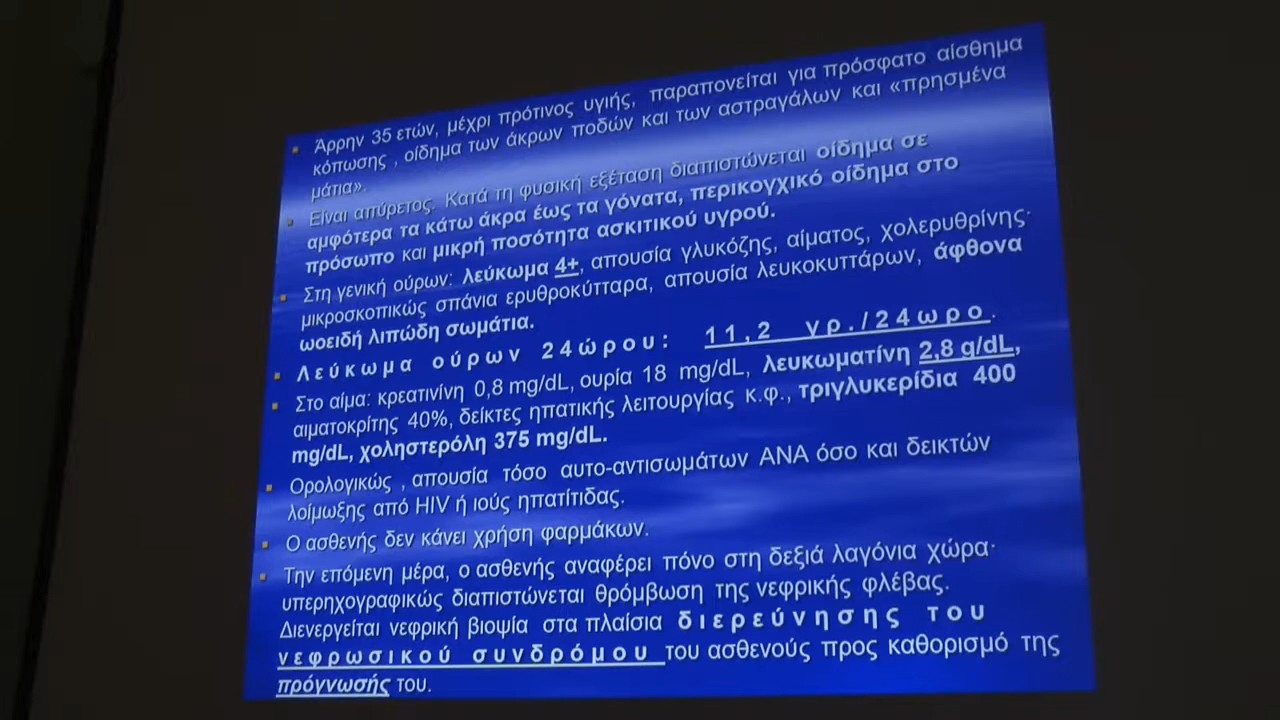 Άρρην 35 ετών, μέχρι πρότινος υγιής, παραπονείται για πρόσφατο αίσθημα
κόπωσης , οίδημα των άκρων ποδών και των αστραγάλων και «πρησμένα
μάτια».
Είναι απύρετος. Κατά τη φυσική εξέταση διαπιστώνεται οίδημα σε
αμφότερα τα κάτω άκρα έως τα γόνατα, περικογχικό οίδημα στο
πρόσωπο και μικρή ποσότητα ασκιτικού υγρού.
Στη γενική ούρων: λεύκωμα 4+, απουσία γλυκόζης, αίματος, χολερυθρίνης·
μικροσκοπικώς σπάνια ερυθροκύτταρα, απουσία λευκοκυττάρων, άφθονα
ωοειδή λιπώδη σωμάτια.
Λεύκωμα ούρων 24ώρου: 11,2 γρ./24ωρο.
Στο αίμα: κρεατινίνη 0,8 mg/dL, ουρία 18 mg/dL, λευκωματίνη 2,8 g/dL,
αιματοκρίτης 40%, δείκτες ηπατικής λειτουργίας κ.φ., τριγλυκερίδια 400
mg/dL, χοληστερόλη 375 mg/dL.
Ορολογικώς , απουσία τόσο αυτο-αντισωμάτων ANA όσο και δεικτών
λοίμωξης από HIV ή ιούς ηπατίτιδας.
Ο ασθενής δεν κάνει χρήση φαρμάκων.
Την επόμενη μέρα, ο ασθενής αναφέρει πόνο στη δεξιά λαγόνια χώρα·
υπερηχογραφικώς διαπιστώνεται θρόμβωση της νεφρικής φλέβας.
Διενεργείται νεφρική βιοψία στα πλαίσια διερεύνησης του
νεφρωσικού συνδρόμου του ασθενούς προς καθορισμό της
πρόγνωσής του.